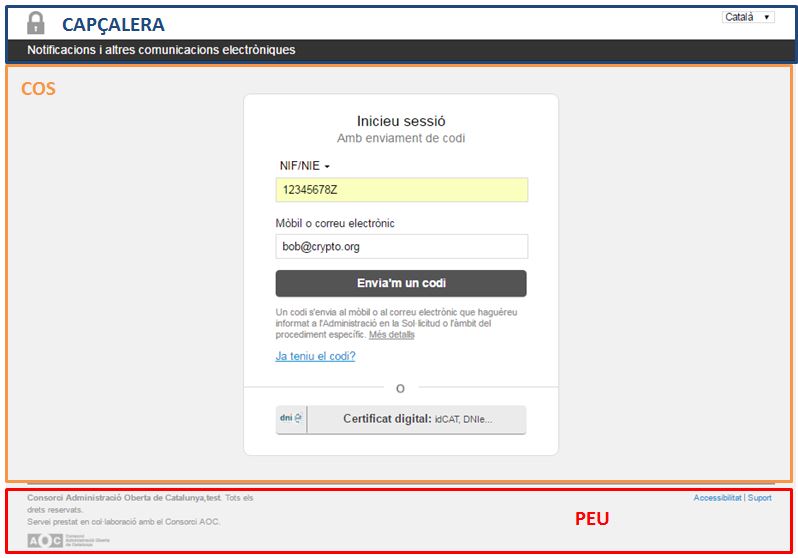 CAPÇALERA
Català
Notificacions i altres comunicacions electròniques
COS
Inicieu sessió
Amb enviament de codi
NIF/NIE
12345678Z
Mòbil o correu electrònic
bob@crypto.org
Envia'm un codi
Un codi s'envia al mòbil o al correu electrònic que haguéreu
informat a l'Administració en la Sol·licitud o l'àmbit del
procediment específic. Més detalls
Ja teniu el codi?
O
dni e
Certificat digital: idCAT, DNIe...
Consorci Administració Oberta de Catalunya,test. Tots els
drets reservats.
Servei prestat en col·laboració amb el Consorci AOC.
Accessibilitat | Suport
PEU
AOC
Consorci
Administració Oberta
de Catalunya